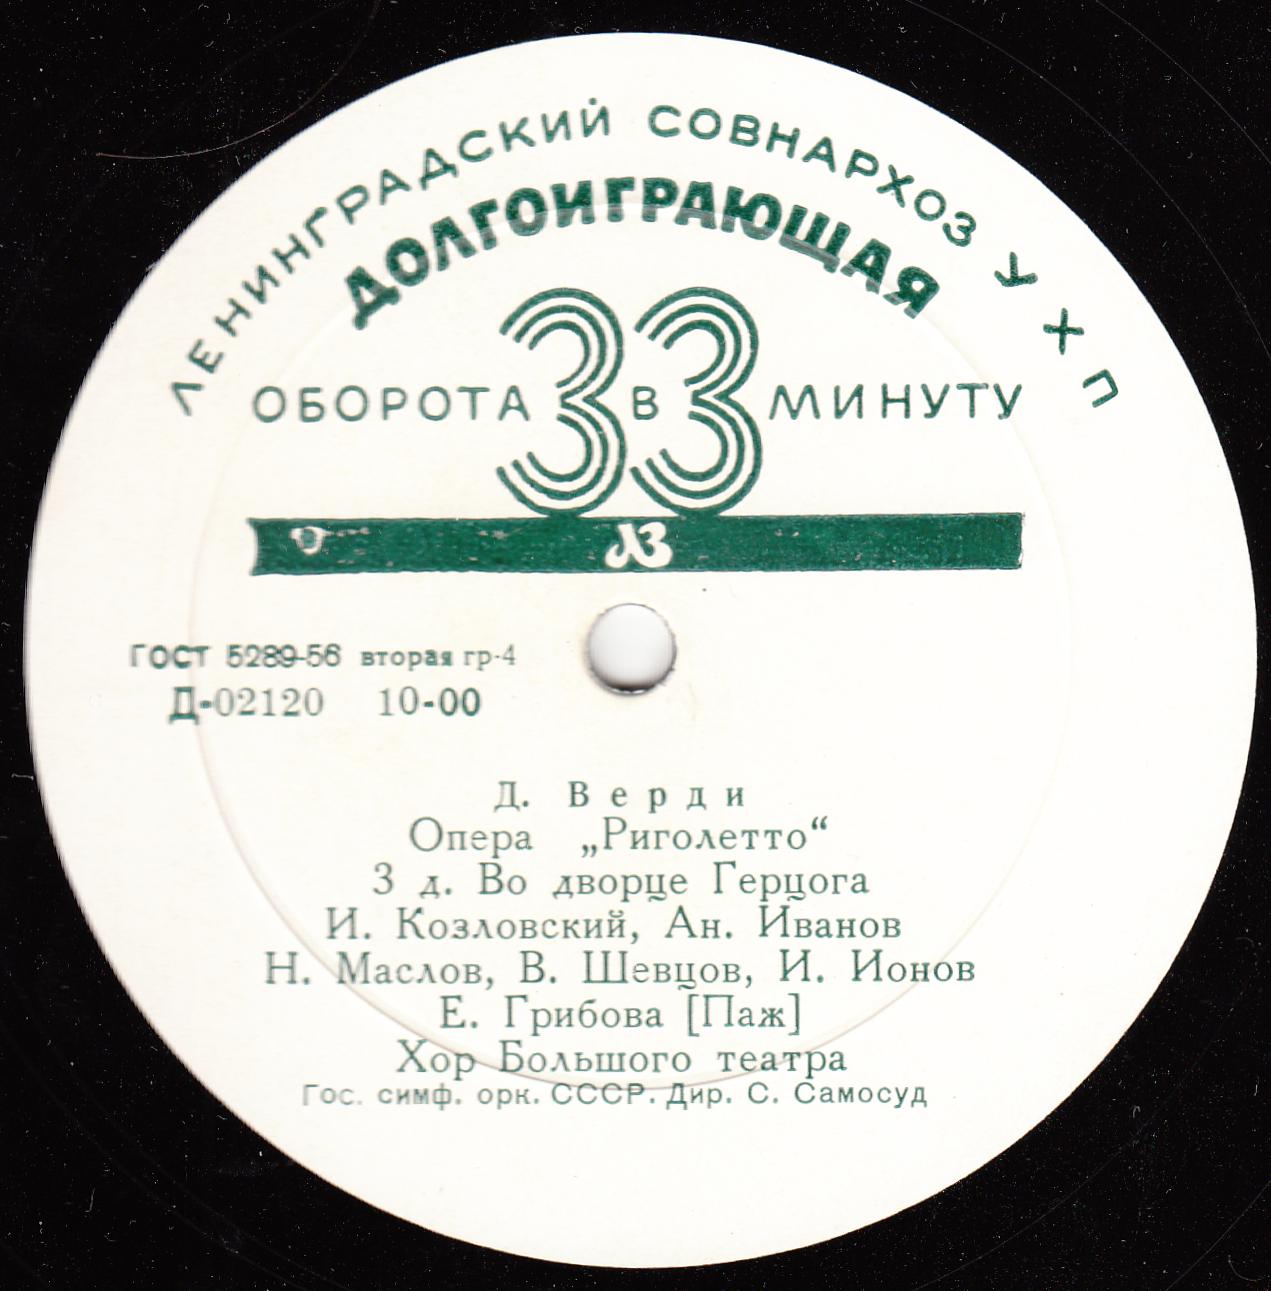 ЛЕНИНГРАДСКИЙ СОВНАРХОЗ УХП
ДОЛГОИГРАЮЩАЯ
33
ОБОРОТА В МИНУТУ
ЛЗ
ГОСТ 5289-56 вторая гр-4
Д-02120 10-00
Д. Верди
Опера „Риголетто“
3 д. Во дворце Герцога
И. Козловский, Ан. Иванов
Н. Маслов, В. Шевцов, И. Ионов
Е. Грибова [Паж]
Хор Большого театра
Гос. симф. орк. СССР. Дир. С. Самосуд